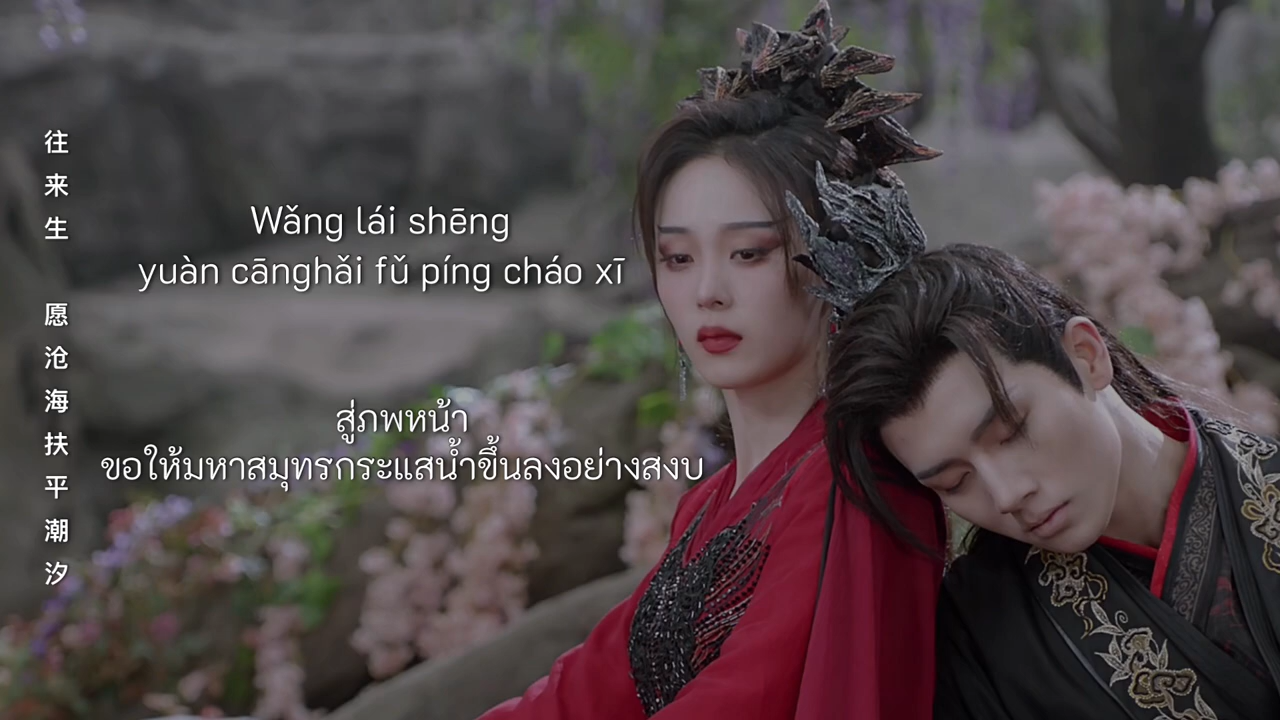 往来生 愿沧海扶平潮汐
Wǎng lái shēng
yuàn cānghǎi fǔ píng cháo xī
สู่ภพหน้า
ขอให้มหาสมุทรกระแสน้ำขึ้นลงอย่างสงบ